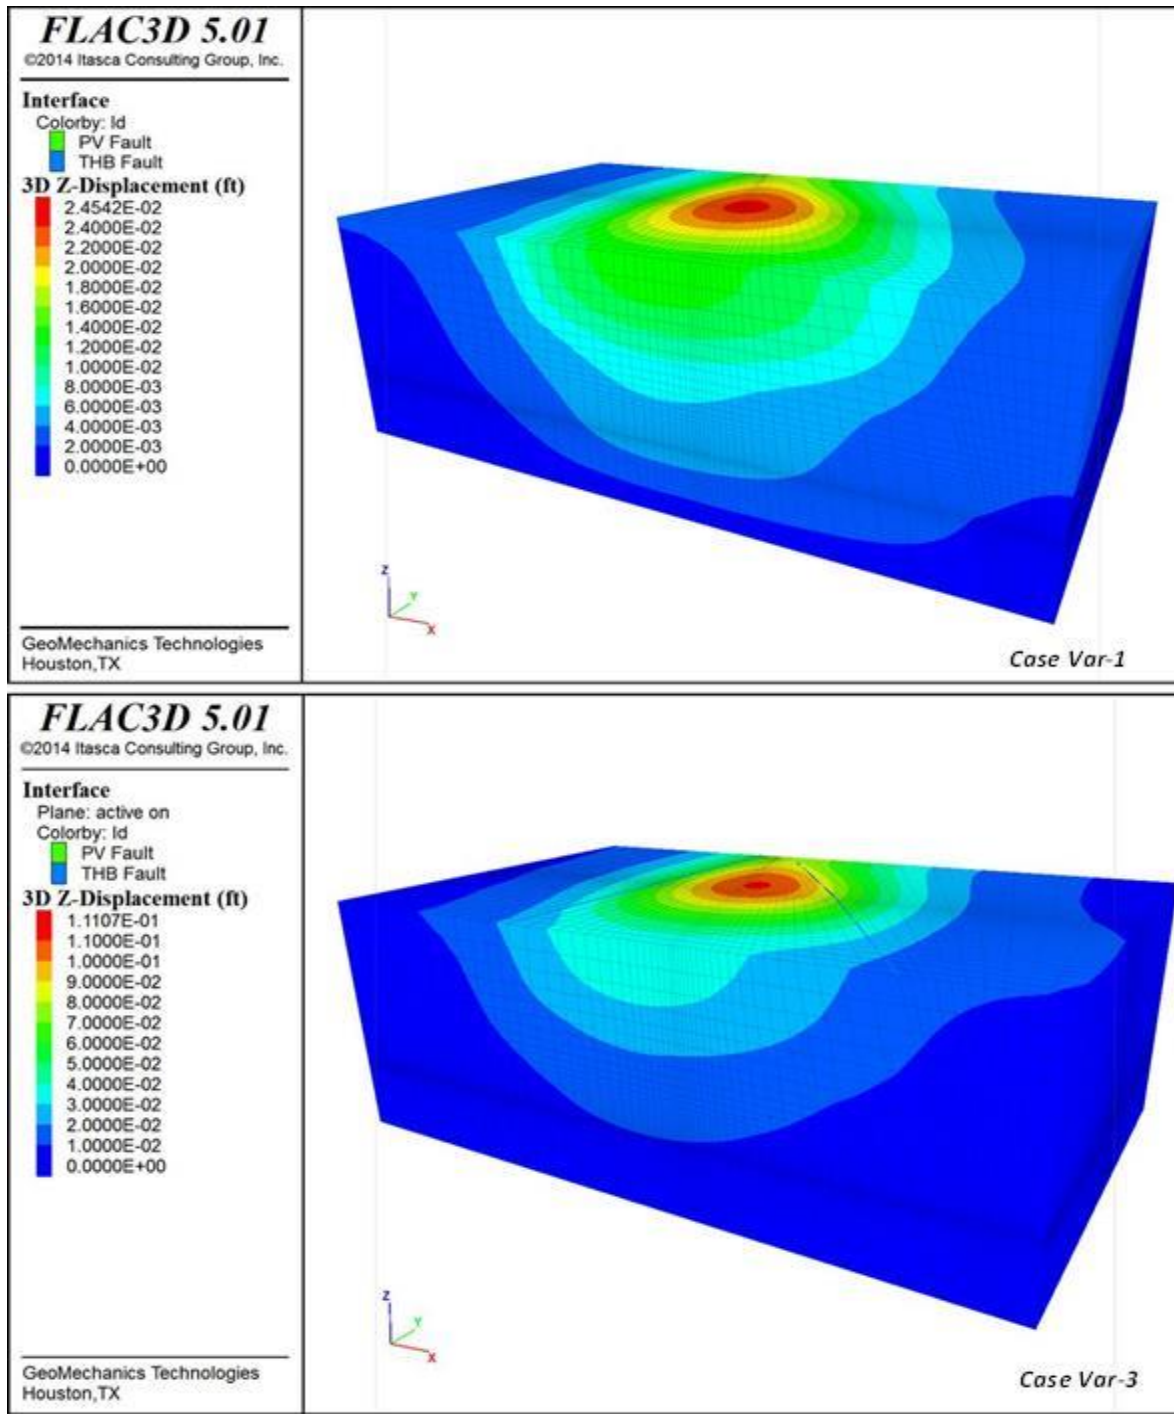 FLAC3D 5.01
©2014 Itasca Consulting Group, Inc.
Interface
Colorby: Id
PV Fault
THB Fault
3D Z-Displacement (ft)
2.4542E-02
2.4000E-02
2.2000E-02
2.0000E-02
1.8000E-02
1.6000E-02
1.4000E-02
1.2000E-02
1.0000E-02
8.0000E-03
6.0000E-03
4.0000E-03
2.0000E-03
0.0000E+00
GeoMechanics Technologies
Houston,TX
Z
Y
X
Case Var-1
FLAC3D 5.01
©2014 Itasca Consulting Group, Inc.
Interface
Plane: active on
Colorby: Id
PV Fault
THB Fault
3D Z-Displacement (ft)
1.1107E-01
1.1000E-01
1.0000E-01
9.0000E-02
8.0000E-02
7.0000E-02
6.0000E-02
5.0000E-02
4.0000E-02
3.0000E-02
2.0000E-02
1.0000E-02
0.0000E+00
GeoMechanics Technologies
Houston,TX
Z
Y
X
Case Var-3